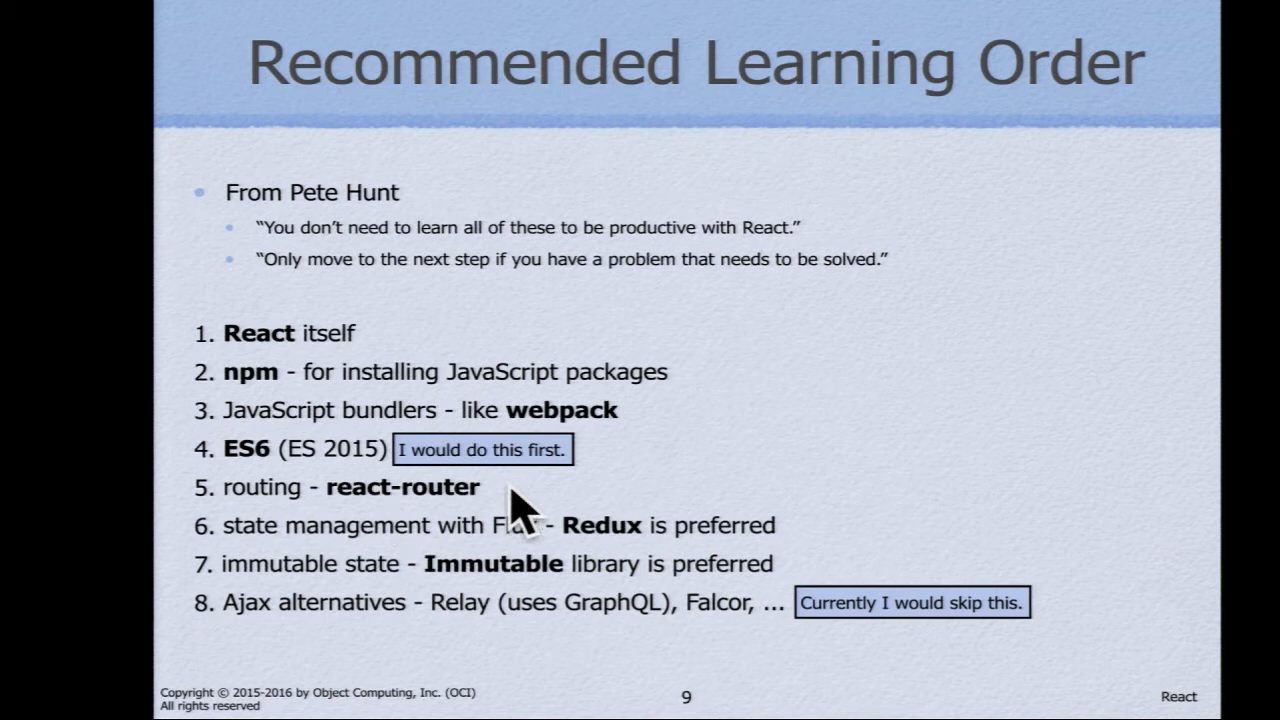 Recommended Learning Order
From Pete Hunt
“You don’t need to learn all of these to be productive with React.”
“Only move to the next step if you have a problem that needs to be solved.”
1. React itself
2. npm - for installing JavaScript packages
3. JavaScript bundlers - like webpack
4. ES6 (ES 2015) I would do this first.
5. routing - react-router
6. state management with - Redux is preferred
7. immutable state - Immutable library is preferred
8. Ajax alternatives - Relay (uses GraphQL), Falcor, ... Currently I would skip this.
Copyright © 2015-2016 by Object Computing, Inc. (OCI)
All rights reserved
9
React